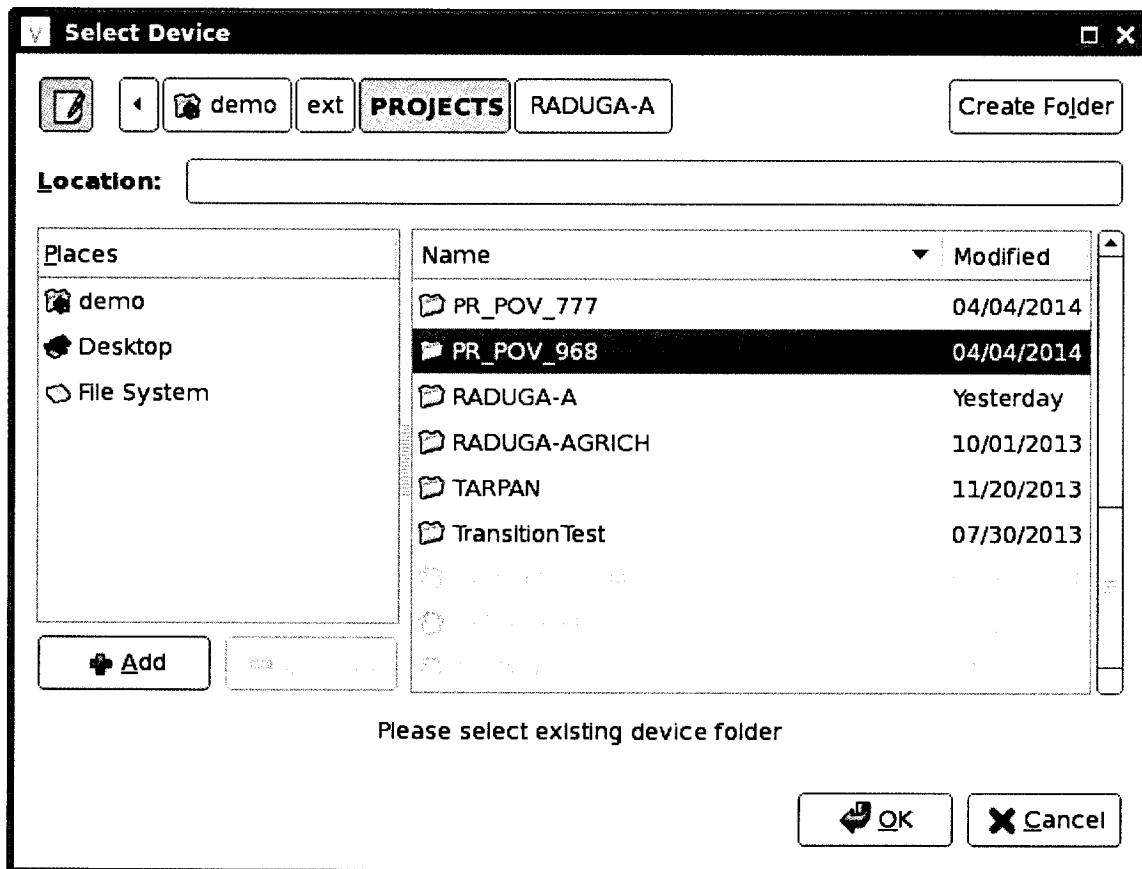 V Select Device
demo ext PROJECTS RADUGA-A Create Folder
Location:
Places
demo
Desktop
File System
Name Modified
PR_POV_777 04/04/2014
PR_POV_968 04/04/2014
RADUGA-A Yesterday
RADUGA-AGRICH 10/01/2013
TARPAN 11/20/2013
TransitionTest 07/30/2013
Add
Please select existing device folder
OK Cancel